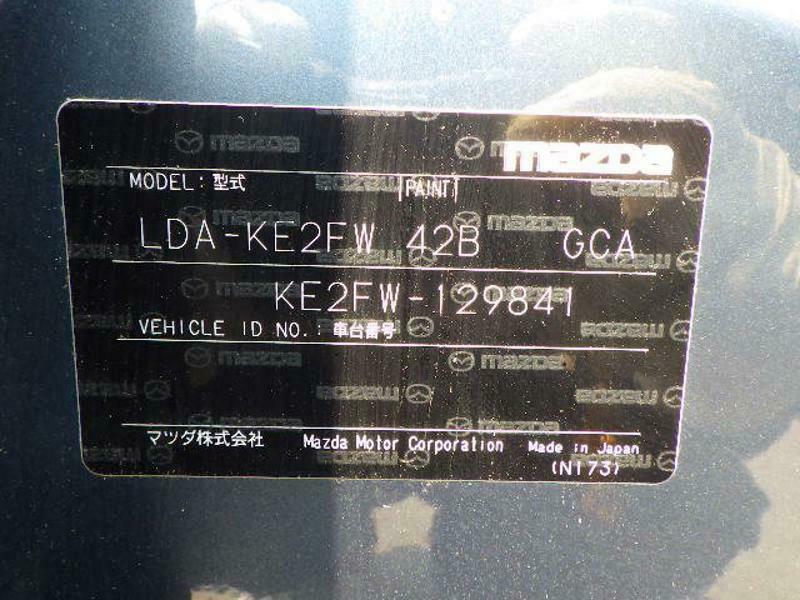 mazda
MODEL : 型式 PAINT
LDA-KE2FW 42B GCA
KE2FW-129841
VEHICLE ID NO. : 車台番号
マツダ株式会社 Mazda Motor Corporation Made in Japan
(N173)